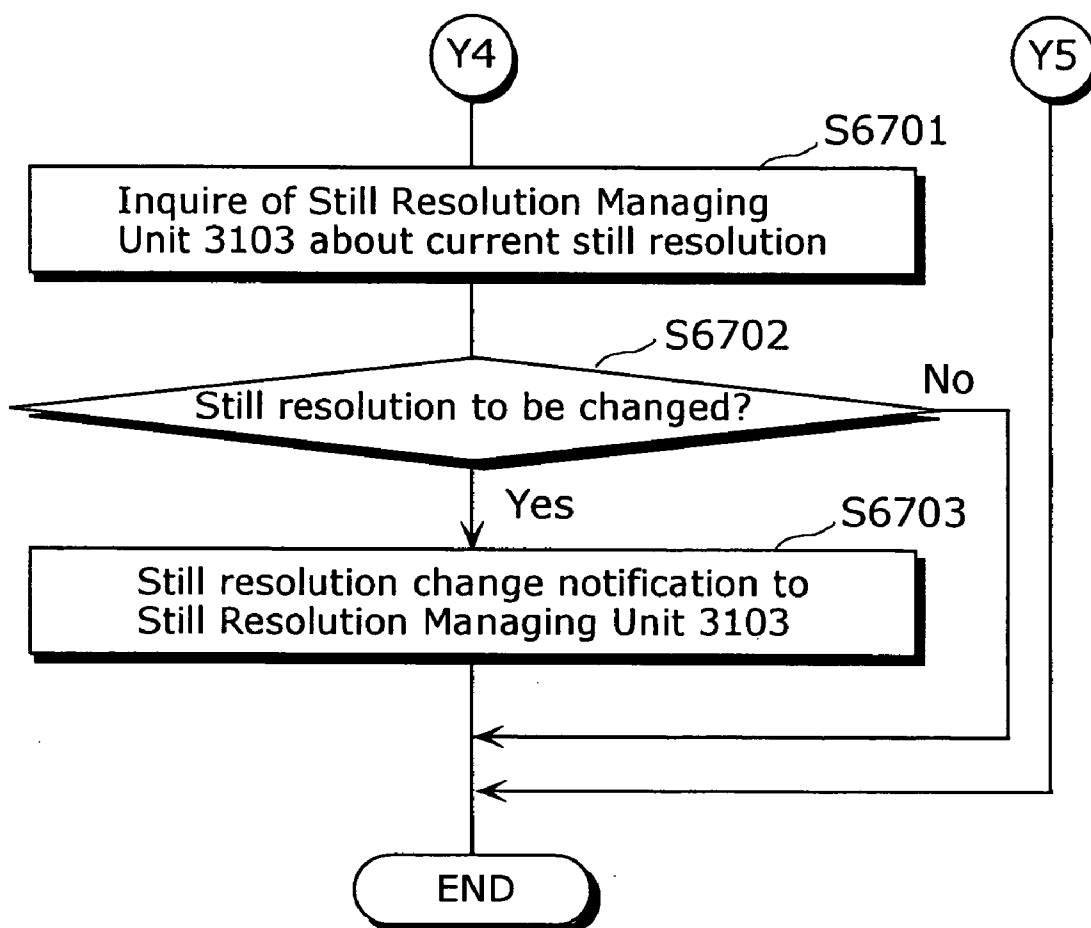 Y4
Y5
S6701
Inquire of Still Resolution Managing
Unit 3103 about current still resolution
S6702
Still resolution to be changed?
No
Yes
S6703
Still resolution change notification to
Still Resolution Managing Unit 3103
END